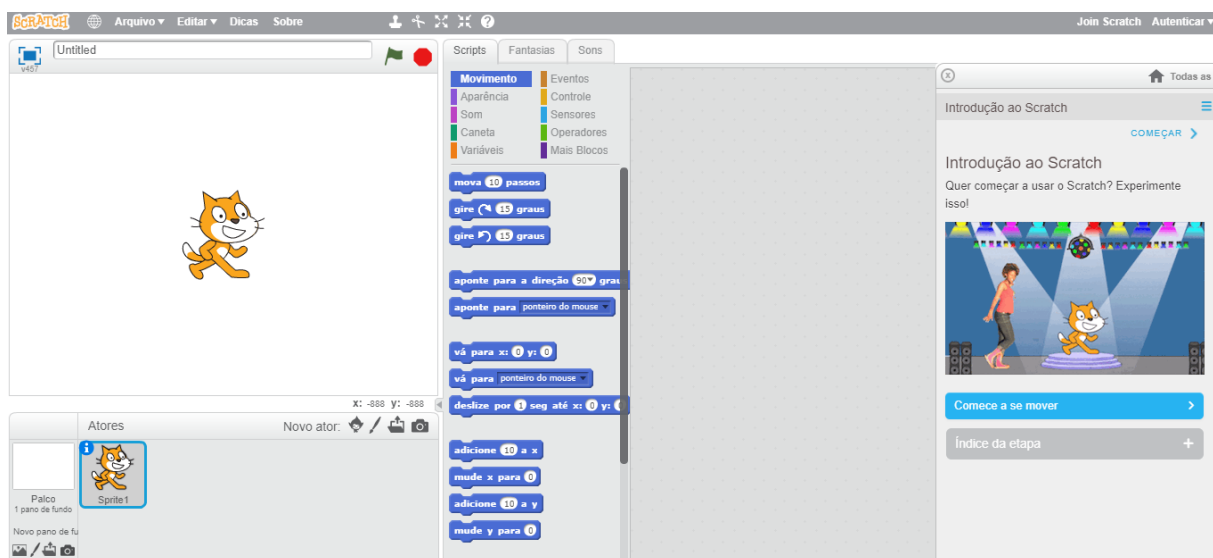 SCRATCH Arquivo Editar Dicas Sobre Join Scratch Autenticar
Untitled
v457
Scripts Fantasias Sons
Movimento Eventos
Aparência Controle
Som Sensores
Caneta Operadores
Variáveis Mais Blocos
mova 10 passos
gire 15 graus
gire 15 graus
aponte para a direção 90 grau
aponte para ponteiro do mouse
vá para x: 0 y: 0
vá para ponteiro do mouse
deslize por 1 seg até x: 0 y: 0
adicione 10 a x
mude x para 0
adicione 10 a y
mude y para 0
X: -888 y: -888
Atores Novo ator:
Palco
1 pano de fundo
Sprite1
Novo pano de fu
Todas as
Introdução ao Scratch
COMEÇAR
Introdução ao Scratch
Quer começar a usar o Scratch? Experimente
isso!
Comece a se mover
Índice da etapa